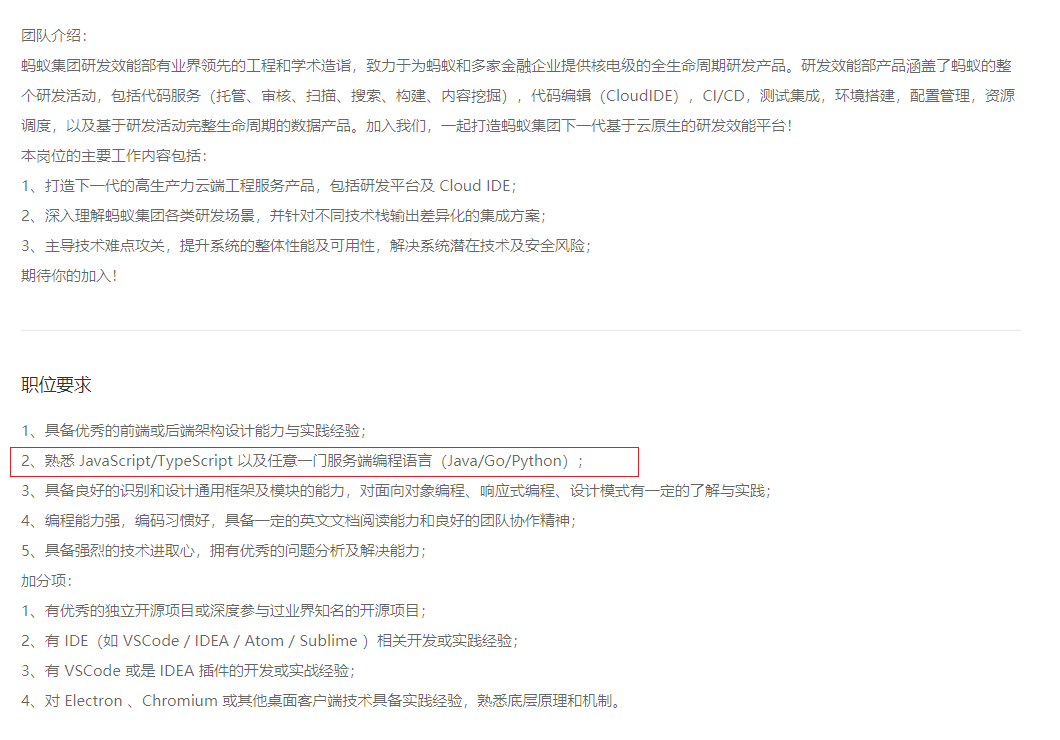 团队介绍：
蚂蚁集团研发效能部有业界领先的工程和学术造诣，致力于为蚂蚁和多家金融企业提供核电级的全生命周期研发产品。研发效能部产品涵盖了蚂蚁的整
个研发活动，包括代码服务（托管、审核、扫描、搜索、构建、内容挖掘），代码编辑（CloudIDE），CI/CD，测试集成，环境搭建，配置管理，资源
调度，以及基于研发活动完整生命周期的数据产品。加入我们，一起打造蚂蚁集团下一代基于云原生的研发效能平台！
本岗位的主要工作内容包括：
1、打造下一代的高生产力云端工程服务产品，包括研发平台及 Cloud IDE；
2、深入理解蚂蚁集团各类研发场景，并针对不同技术栈输出差异化的集成方案；
3、主导技术难点攻关，提升系统的整体性能及可用性，解决系统潜在技术及安全风险；
期待你的加入！
职位要求
1、具备优秀的前端或后端架构设计能力与实践经验；
2、熟悉 JavaScript/TypeScript 以及任意一门服务端编程语言（Java/Go/Python）；
3、具备良好的识别和设计通用框架及模块的能力，对面向对象编程、响应式编程、设计模式有一定的了解与实践；
4、编程能力强，编码习惯好，具备一定的英文文档阅读能力和良好的团队协作精神；
5、具备强烈的技术进取心，拥有优秀的问题分析及解决能力；
加分项：
1、有优秀的独立开源项目或深度参与过业界知名的开源项目；
2、有 IDE（如 VSCode / IDEA / Atom / Sublime ）相关开发或实践经验；
3、有 VSCode 或是 IDEA 插件的开发或实战经验；
4、对 Electron 、Chromium 或其他桌面客户端技术具备实践经验，熟悉底层原理和机制。